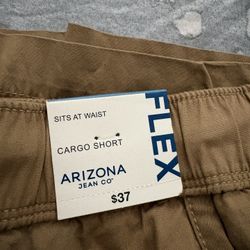 SITS AT WAIST
CARGO SHORT
ARIZONA
JEAN CO
$37
FLEX